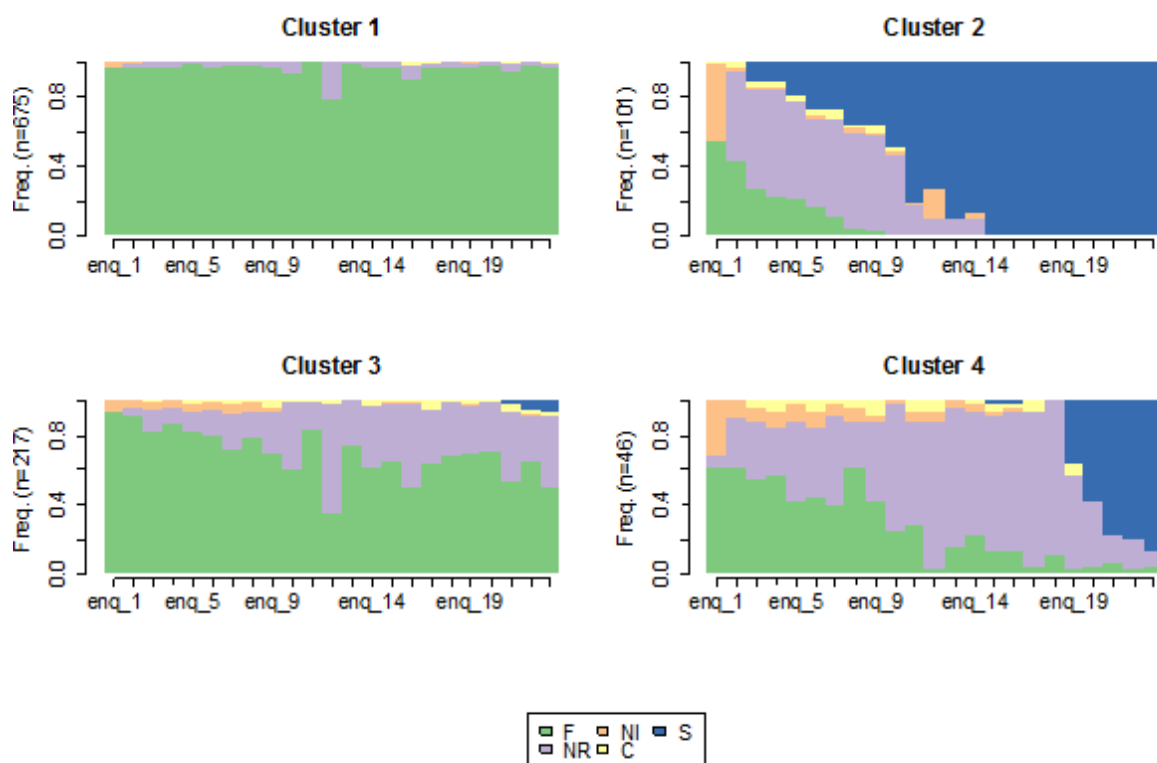 Cluster 1
Freq. (n=675)
0.0 0.4 0.8
enq_1 enq_5 enq_9 enq_14 enq_19
Cluster 2
Freq. (n=101)
0.0 0.4 0.8
enq_1 enq_5 enq_9 enq_14 enq_19
Cluster 3
Freq. (n=217)
0.0 0.4 0.8
enq_1 enq_5 enq_9 enq_14 enq_19
Cluster 4
Freq. (n=46)
0.0 0.4 0.8
enq_1 enq_5 enq_9 enq_14 enq_19
F NI S
NR C